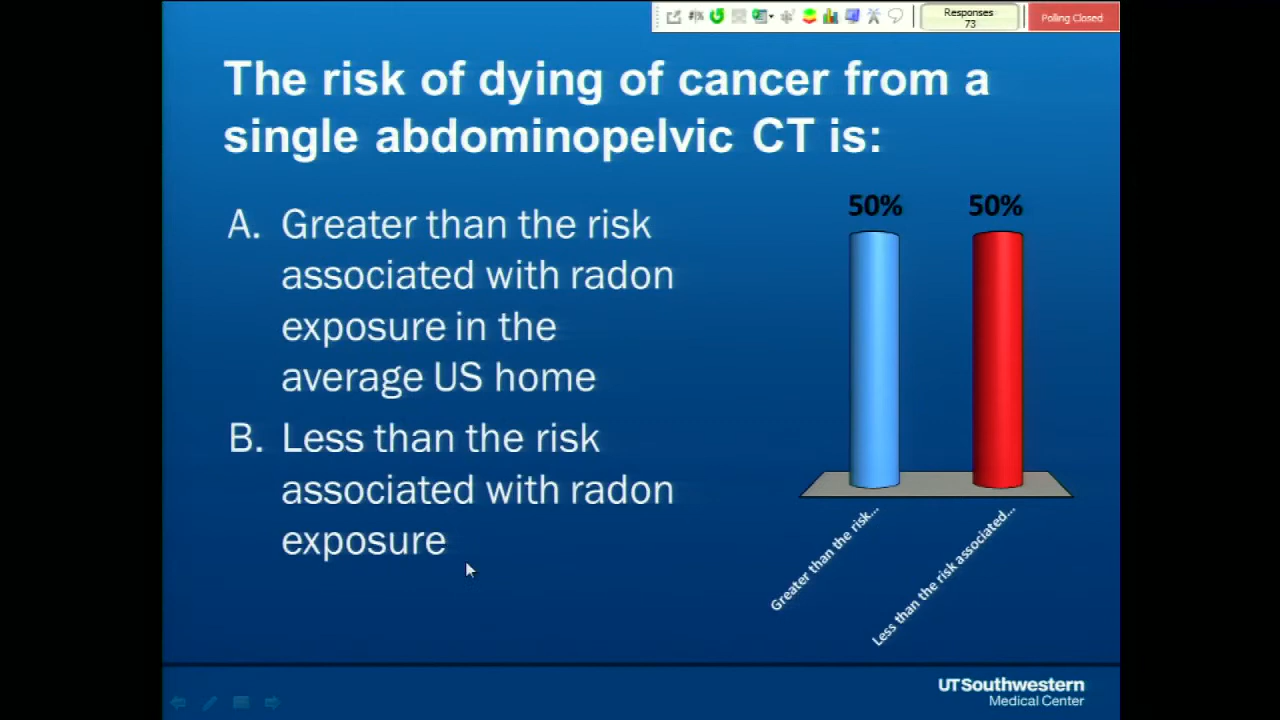 Responses
73
Polling Closed
The risk of dying of cancer from a
single abdominopelvic CT is:
A. Greater than the risk
associated with radon
exposure in the
average US home
B. Less than the risk
associated with radon
exposure
50%
50%
Greater than the risk...
Less than the risk associated...
UTSouthwestern
Medical Center